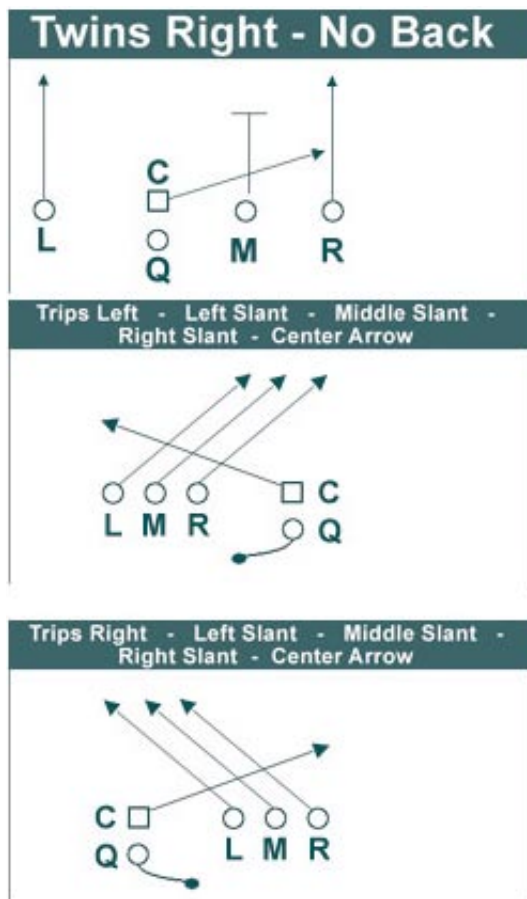 Twins Right - No Back
C
L Q M R
Trips Left - Left Slant - Middle Slant -
Right Slant - Center Arrow
C
L M R Q
Trips Right - Left Slant - Middle Slant -
Right Slant - Center Arrow
C
Q L M R